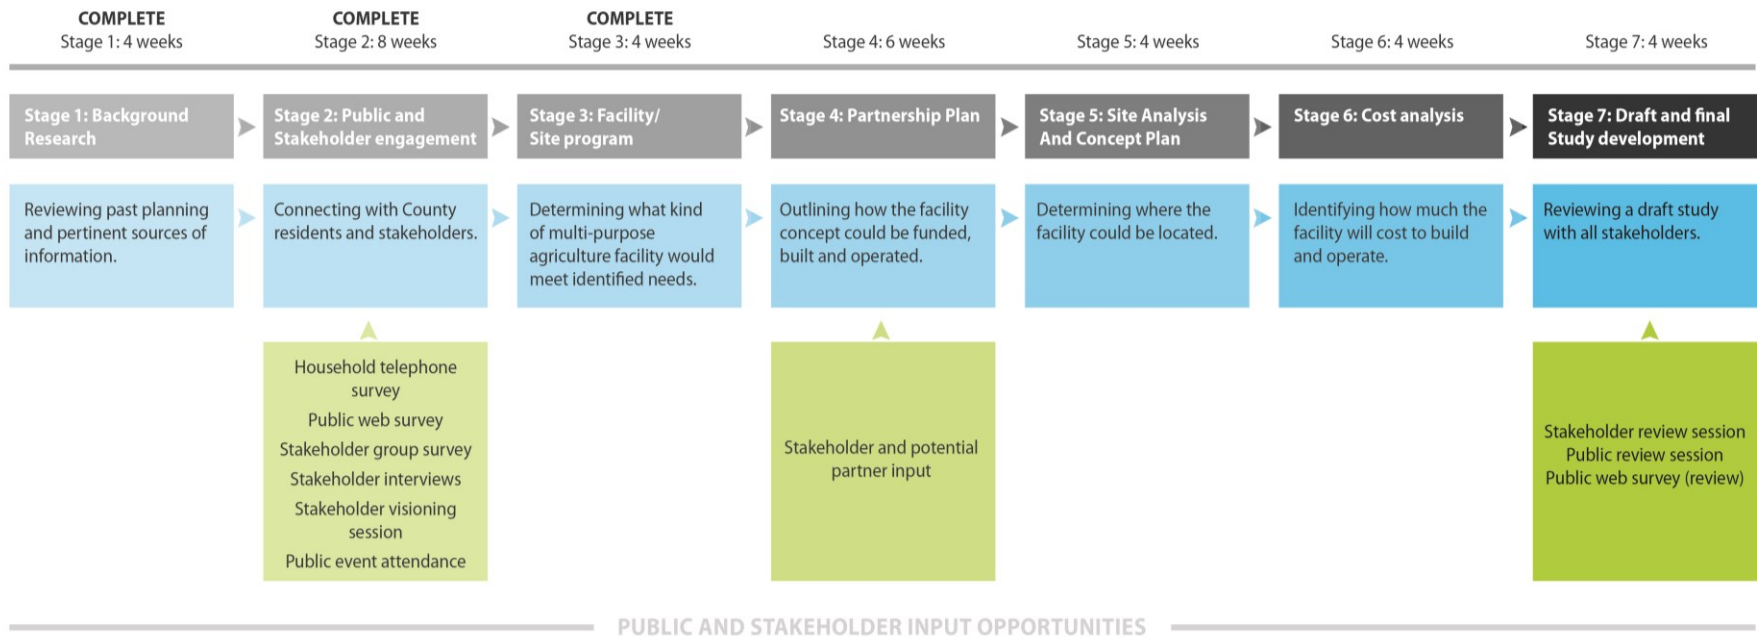 COMPLETE
Stage 1: 4 weeks
COMPLETE
Stage 2: 8 weeks
COMPLETE
Stage 3: 4 weeks
Stage 4: 6 weeks
Stage 5: 4 weeks
Stage 6: 4 weeks
Stage 7: 4 weeks
Stage 1: Background
Research
Stage 2: Public and
Stakeholder engagement
Stage 3: Facility/
Site program
Stage 4: Partnership Plan
Stage 5: Site Analysis
And Concept Plan
Stage 6: Cost analysis
Stage 7: Draft and final
Study development
Reviewing past planning
and pertinent sources of
information.
Connecting with County
residents and stakeholders.
Determining what kind
of multi-purpose
agriculture facility would
meet identified needs.
Outlining how the facility
concept could be funded,
built and operated.
Determining where the
facility could be located.
Identifying how much the
facility will cost to build
and operate.
Reviewing a draft study
with all stakeholders.
Household telephone
survey
Public web survey
Stakeholder group survey
Stakeholder interviews
Stakeholder visioning
session
Public event attendance
Stakeholder and potential
partner input
Stakeholder review session
Public review session
Public web survey (review)
PUBLIC AND STAKEHOLDER INPUT OPPORTUNITIES